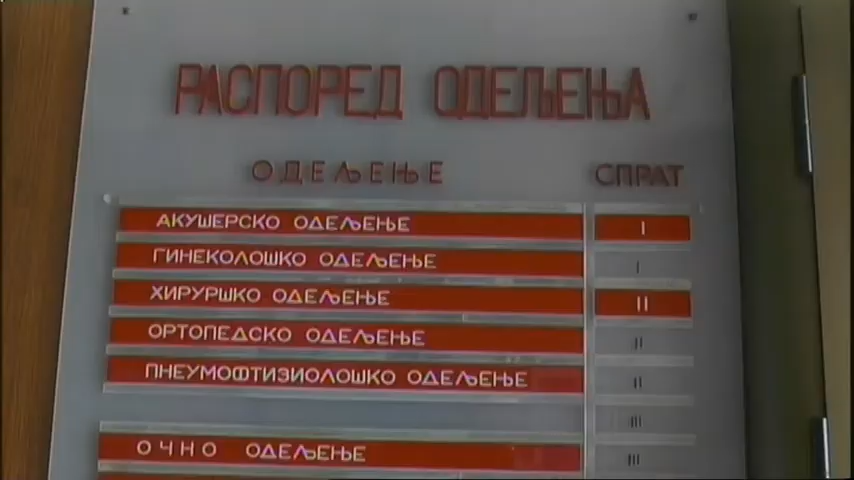 РАСПОРЕД ОДЕЉЕЊА
ОДЕЉЕЊЕ СПРАТ
АКУШЕРСКО ОДЕЉЕЊЕ I
ГИНЕКОЛОШКО ОДЕЉЕЊЕ I
ХИРУРШКО ОДЕЉЕЊЕ II
ОРТОПЕДСКО ОДЕЉЕЊЕ II
ПНЕУМОФТИЗИОЛОШКО ОДЕЉЕЊЕ II
III
ОЧНО ОДЕЉЕЊЕ III